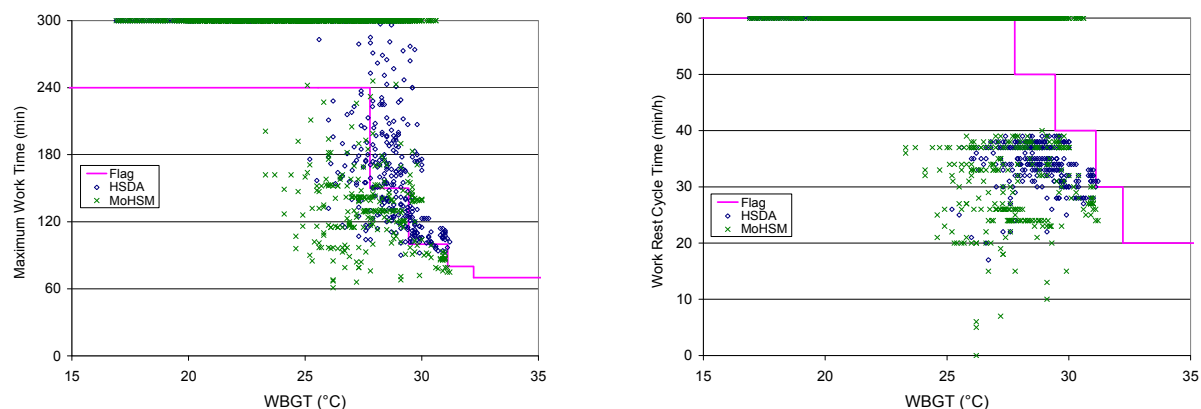 300
240
180
120
60
0
Maximum Work Time (min)
Flag
HSDA
MoHSM
15
20
25
30
35
WBGT (°C)
60
50
40
30
20
10
0
Work Rest Cycle Time (min/h)
Flag
HSDA
MoHSM
15
20
25
30
35
WBGT (°C)